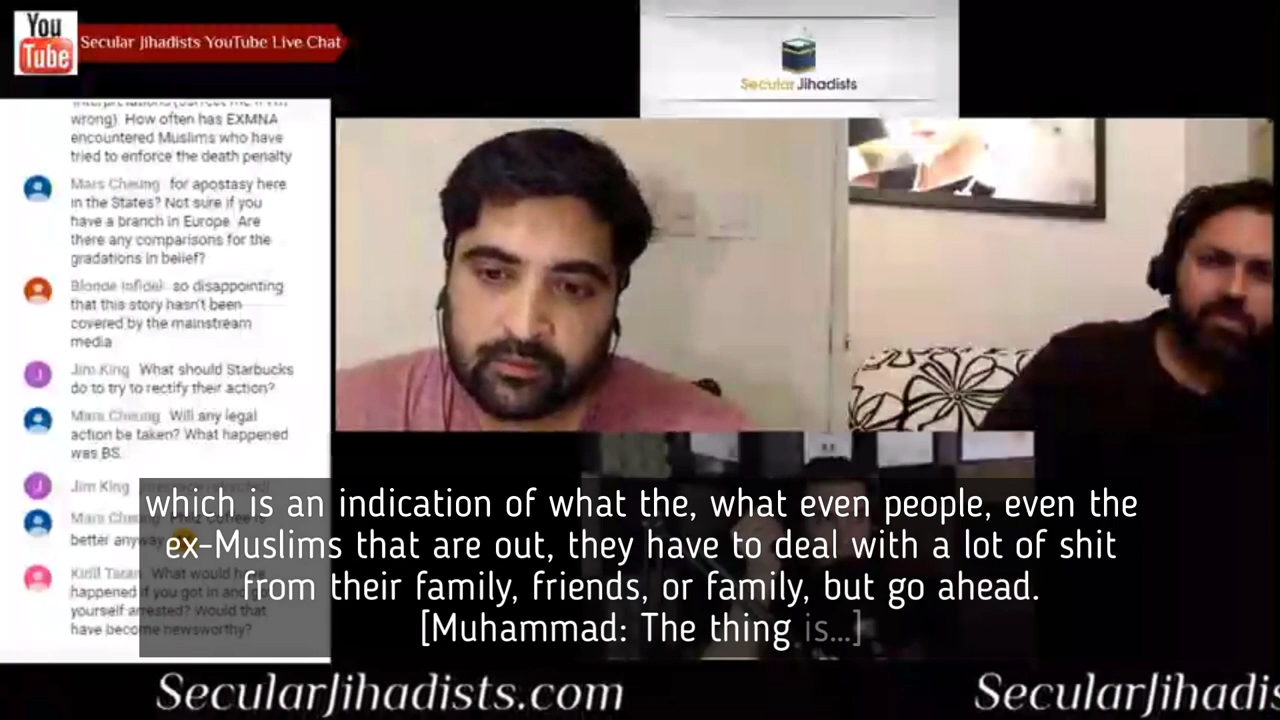 You
Tube
Secular Jihadists YouTube Live Chat
Secular Jihadists
wrong). How often has EXMNA
encountered Muslims who have
tried to enforce the death penalty
Mars Cheung for apostasy here
in the States? Not sure if you
have a branch in Europe. Are
there any comparisons for the
gradations in belief?
Blonde Infidel so disappointing
that this story hasn't been
covered by the mainstream
media
Jim King What should Starbucks
do to try to rectify their action?
Mars Cheung Will any legal
action be taken? What happened
was BS.
Jim King
Mars Cheung Philz Coffee is
better anyway
Kirill Taran What would have
happened if you got in and got
yourself arrested? Would that
have become newsworthy?
which is an indication of what the, what even people, even the
ex-Muslims that are out, they have to deal with a lot of shit
from their family, friends, or family, but go ahead.
[Muhammad: The thing is...]
SecularJihadists.com
SecularJihadis